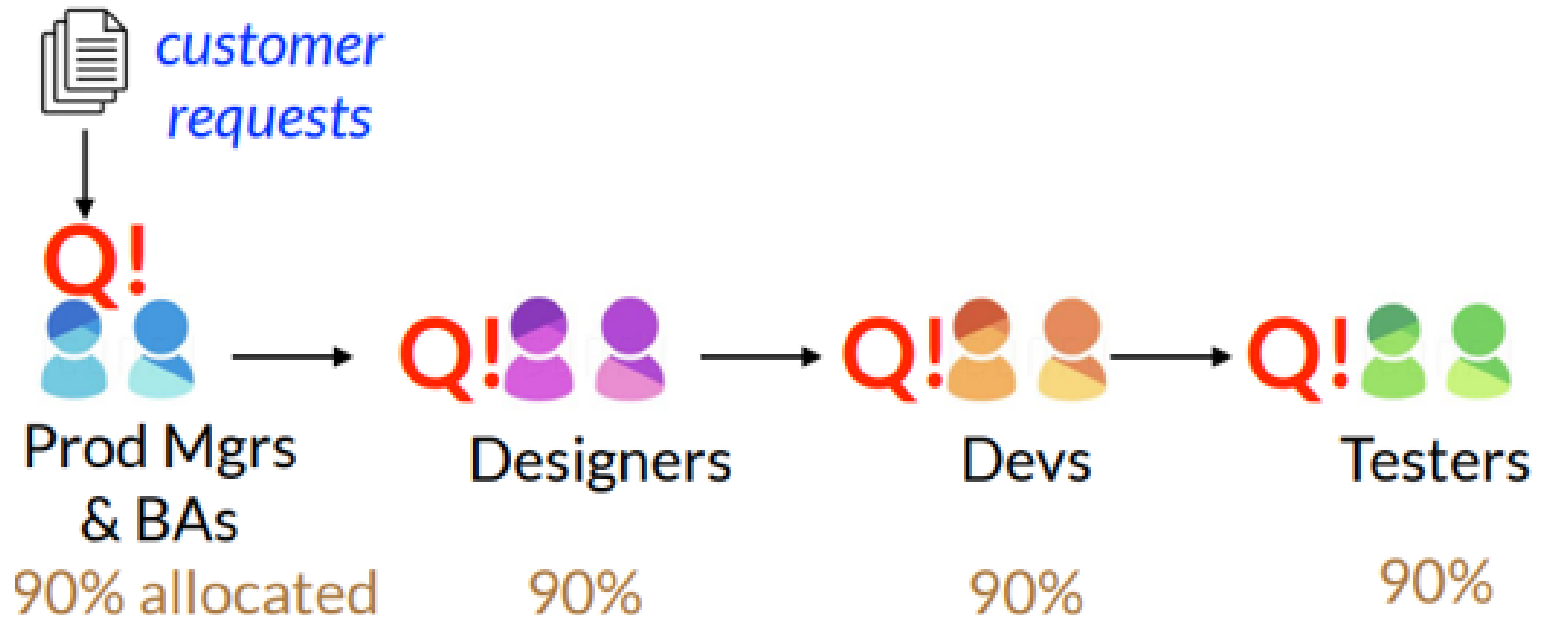 customer
requests
Q!
Q!
Q!
Q!
Prod Mgrs
& BAs
Designers
Devs
Testers
90% allocated
90%
90%
90%